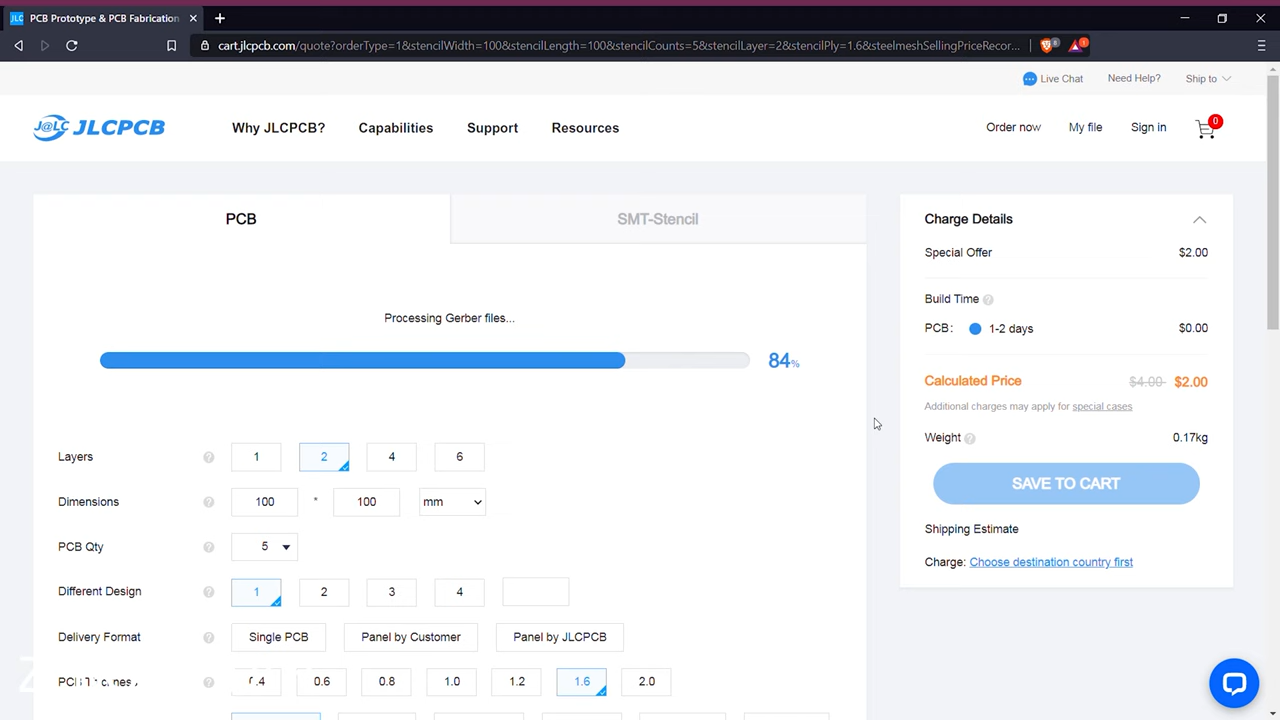 JLC PCB Prototype & PCB Fabrication
cart.jlcpcb.com/quote?orderType=1&stencilWidth=100&stencilLength=100&stencilCounts=5&stencilLayer=2&stencilPly=1.6&steelmeshSellingPriceRecor...
6
1
Live Chat Need Help? Ship to
J@LC JLCPCB
Why JLCPCB? Capabilities Support Resources
Order now My file Sign in 0
PCB SMT-Stencil
Processing Gerber files...
84%
Layers ? 1 2 4 6
Dimensions ? 100 * 100 mm
PCB Qty ? 5
Different Design ? 1 2 3 4
Delivery Format ? Single PCB Panel by Customer Panel by JLCPCB
PCB ? 0.6 0.8 1.0 1.2 1.6 2.0
Charge Details
Special Offer $2.00
Build Time ?
PCB: 1-2 days $0.00
Calculated Price $4.00 $2.00
Additional charges may apply for special cases
Weight ? 0.17kg
SAVE TO CART
Shipping Estimate
Charge: Choose destination country first